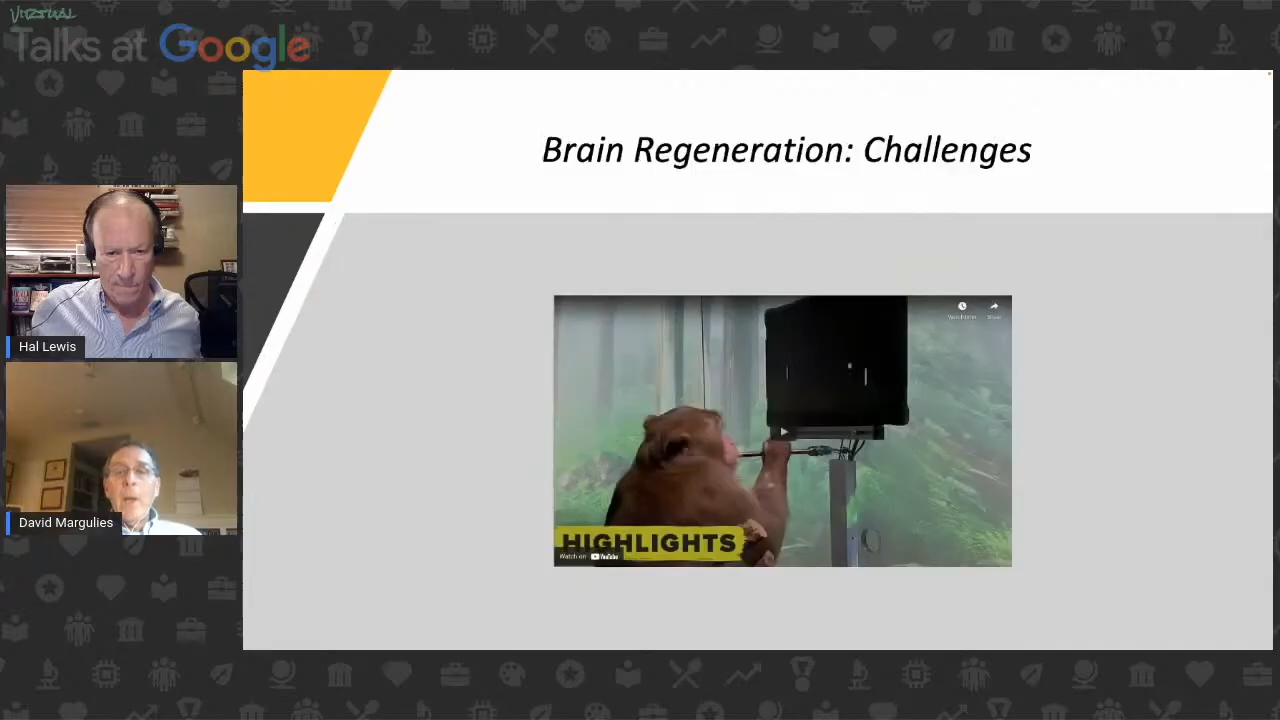 VIRTUAL
Talks at Google
Brain Regeneration: Challenges
Hal Lewis
David Margulies
HIGHLIGHTS
Watch on YouTube